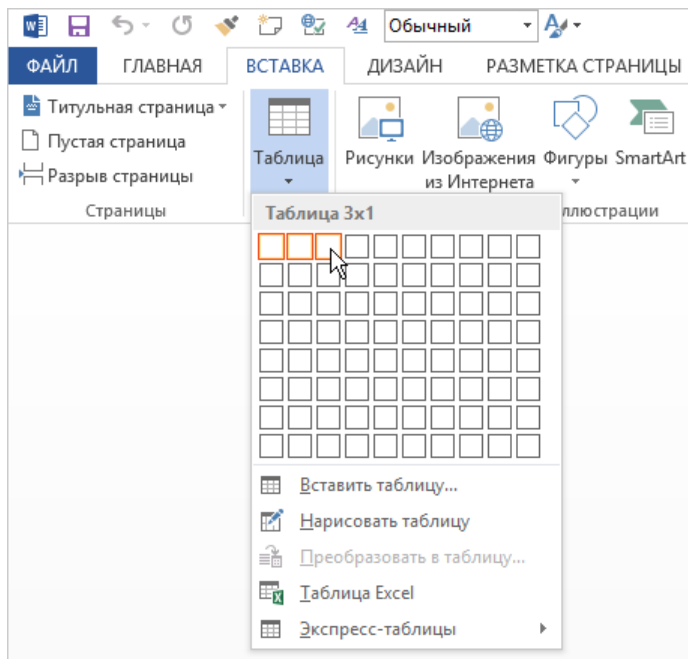 Обычный
ФАЙЛ ГЛАВНАЯ ВСТАВКА ДИЗАЙН РАЗМЕТКА СТРАНИЦЫ
Титульная страница
Пустая страница
Разрыв страницы
Страницы
Таблица
Рисунки
Изображения
из Интернета
Фигуры
SmartArt
ллюстрации
Таблица 3x1
Вставить таблицу...
Нарисовать таблицу
Преобразовать в таблицу...
Таблица Excel
Экспресс-таблицы